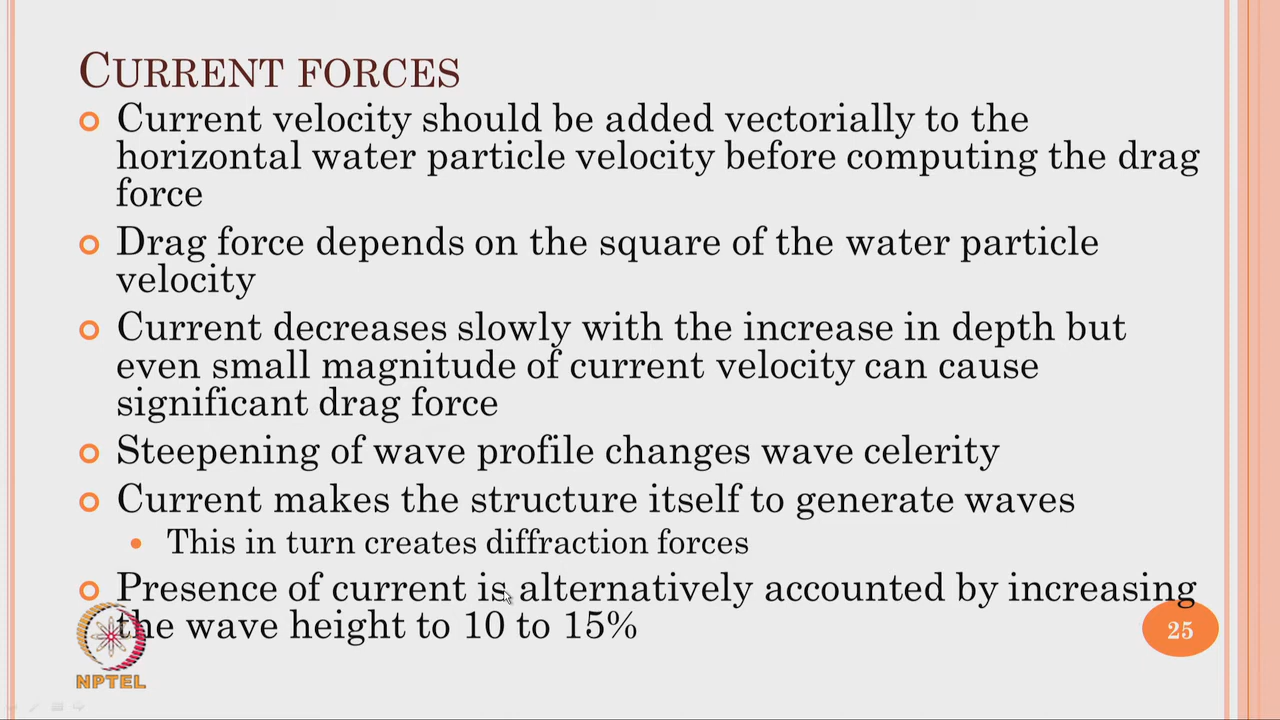 CURRENT FORCES
Current velocity should be added vectorially to the
horizontal water particle velocity before computing the drag
force
Drag force depends on the square of the water particle
velocity
Current decreases slowly with the increase in depth but
even small magnitude of current velocity can cause
significant drag force
Steepening of wave profile changes wave celerity
Current makes the structure itself to generate waves
This in turn creates diffraction forces
Presence of current is alternatively accounted by increasing
the wave height to 10 to 15%
25
NPTEL